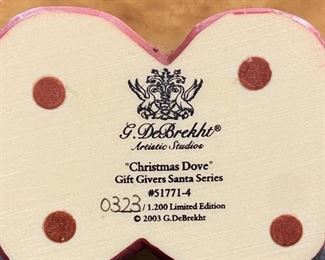 G. DeBrekht®
Artistic Studios
"Christmas Dove"
Gift Givers Santa Series
#51771-4
0323/1.200 Limited Edition
© 2003 G.DeBrekht